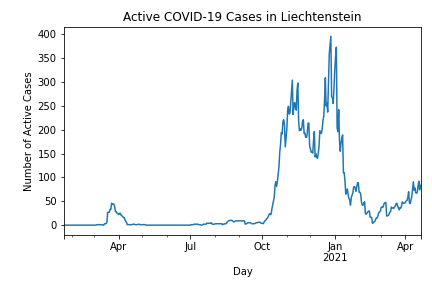 Active COVID-19 Cases in Liechtenstein
Number of Active Cases
400
350
300
250
200
150
100
50
0
Apr Jul Oct Jan Apr
2021
Day